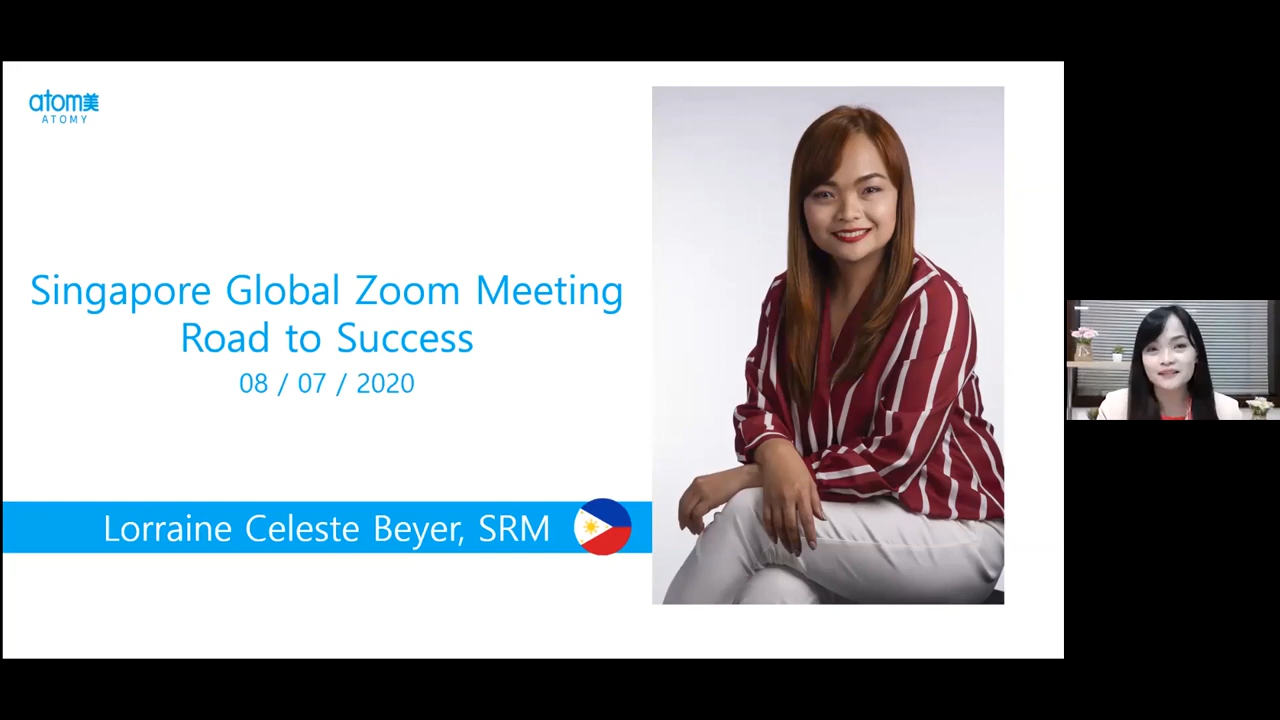 atom美
ATOMY
Singapore Global Zoom Meeting
Road to Success
08 / 07 / 2020
Lorraine Celeste Beyer, SRM